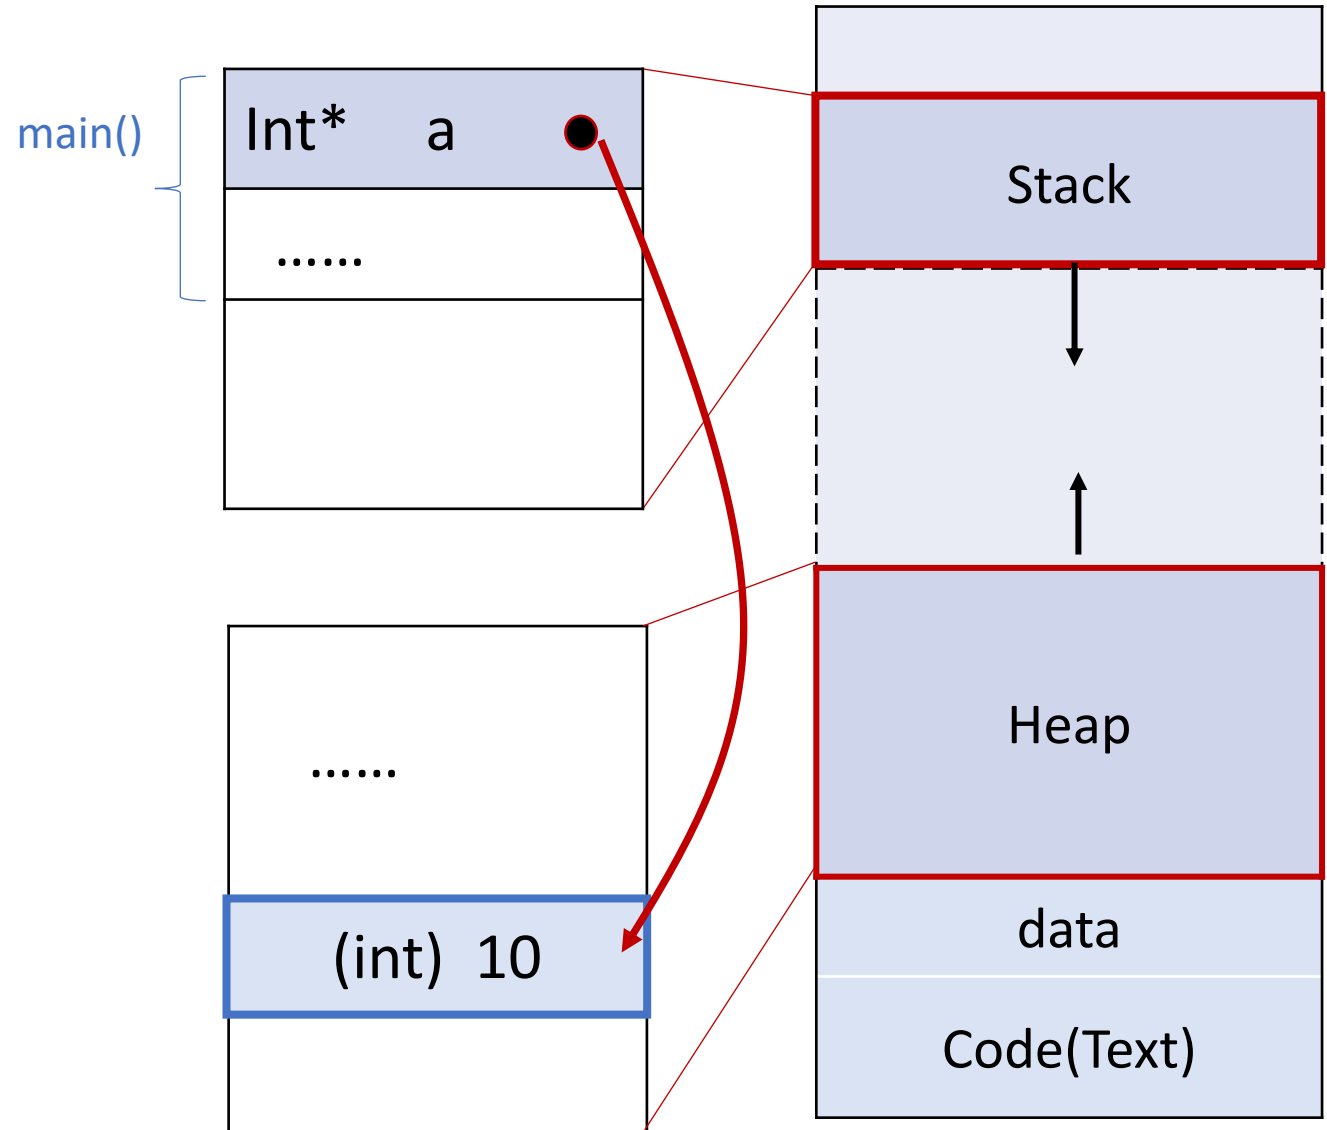 main()
Int* a
......
Stack
......
Heap
(int) 10
data
Code(Text)